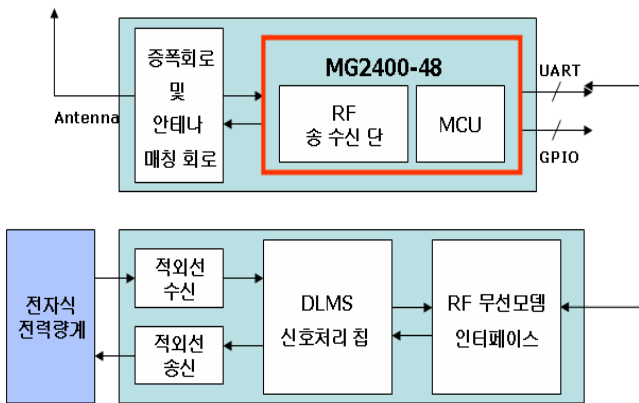 증폭회로
및
안테나
매칭 회로
Antenna
MG2400-48
RF
송 수신 단
MCU
UART
GPIO
전자식
전력량계
적외선
수신
적외선
송신
DLMS
신호처리 칩
RF 무선모뎀
인터페이스